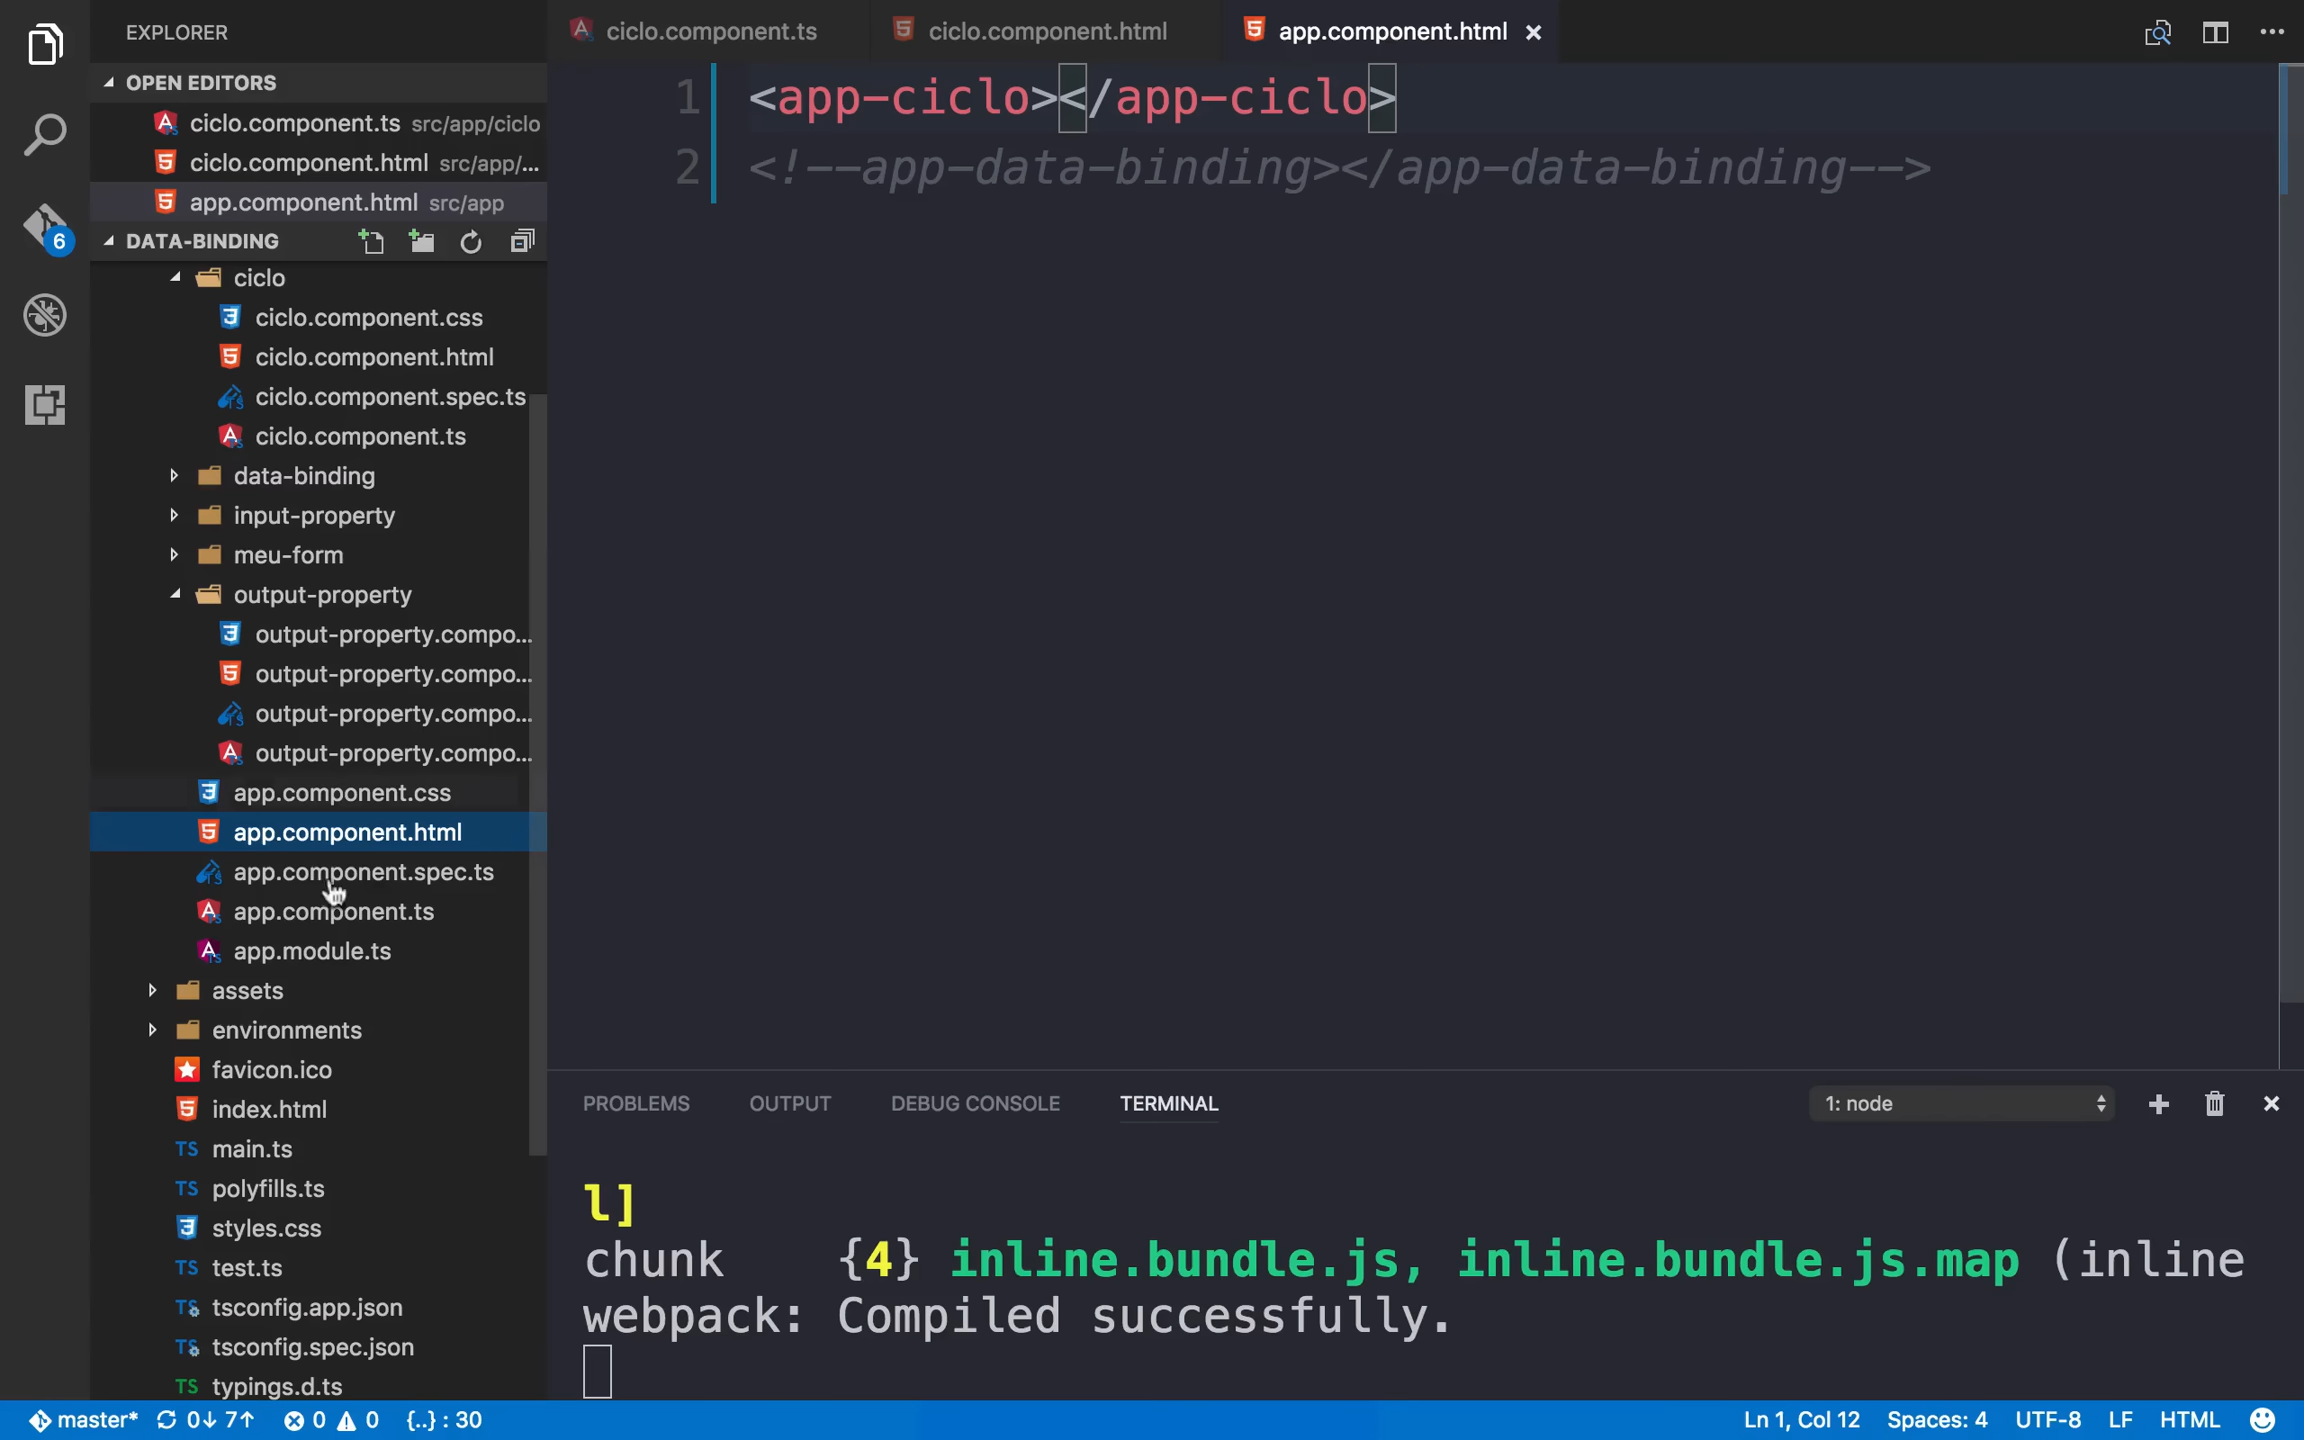 EXPLORER
OPEN EDITORS
ciclo.component.ts src/app/ciclo
ciclo.component.html src/app/...
app.component.html src/app
6
DATA-BINDING
ciclo
ciclo.component.css
ciclo.component.html
ciclo.component.spec.ts
ciclo.component.ts
data-binding
input-property
meu-form
output-property
output-property.compo...
output-property.compo...
output-property.compo...
output-property.compo...
app.component.css
app.component.html
app.component.spec.ts
app.component.ts
app.module.ts
assets
environments
favicon.ico
index.html
TS main.ts
TS polyfills.ts
styles.css
TS test.ts
tsconfig.app.json
tsconfig.spec.json
TS typings.d.ts
ciclo.component.ts ciclo.component.html app.component.html
1 <app-ciclo></app-ciclo>
2 <!--app-data-binding></app-data-binding-->
PROBLEMS OUTPUT DEBUG CONSOLE TERMINAL 1: node
l]
chunk {4} inline.bundle.js, inline.bundle.js.map (inline
webpack: Compiled successfully.
master* 0↓ 7↑ 0 0 {..} : 30 Ln 1, Col 12 Spaces: 4 UTF-8 LF HTML